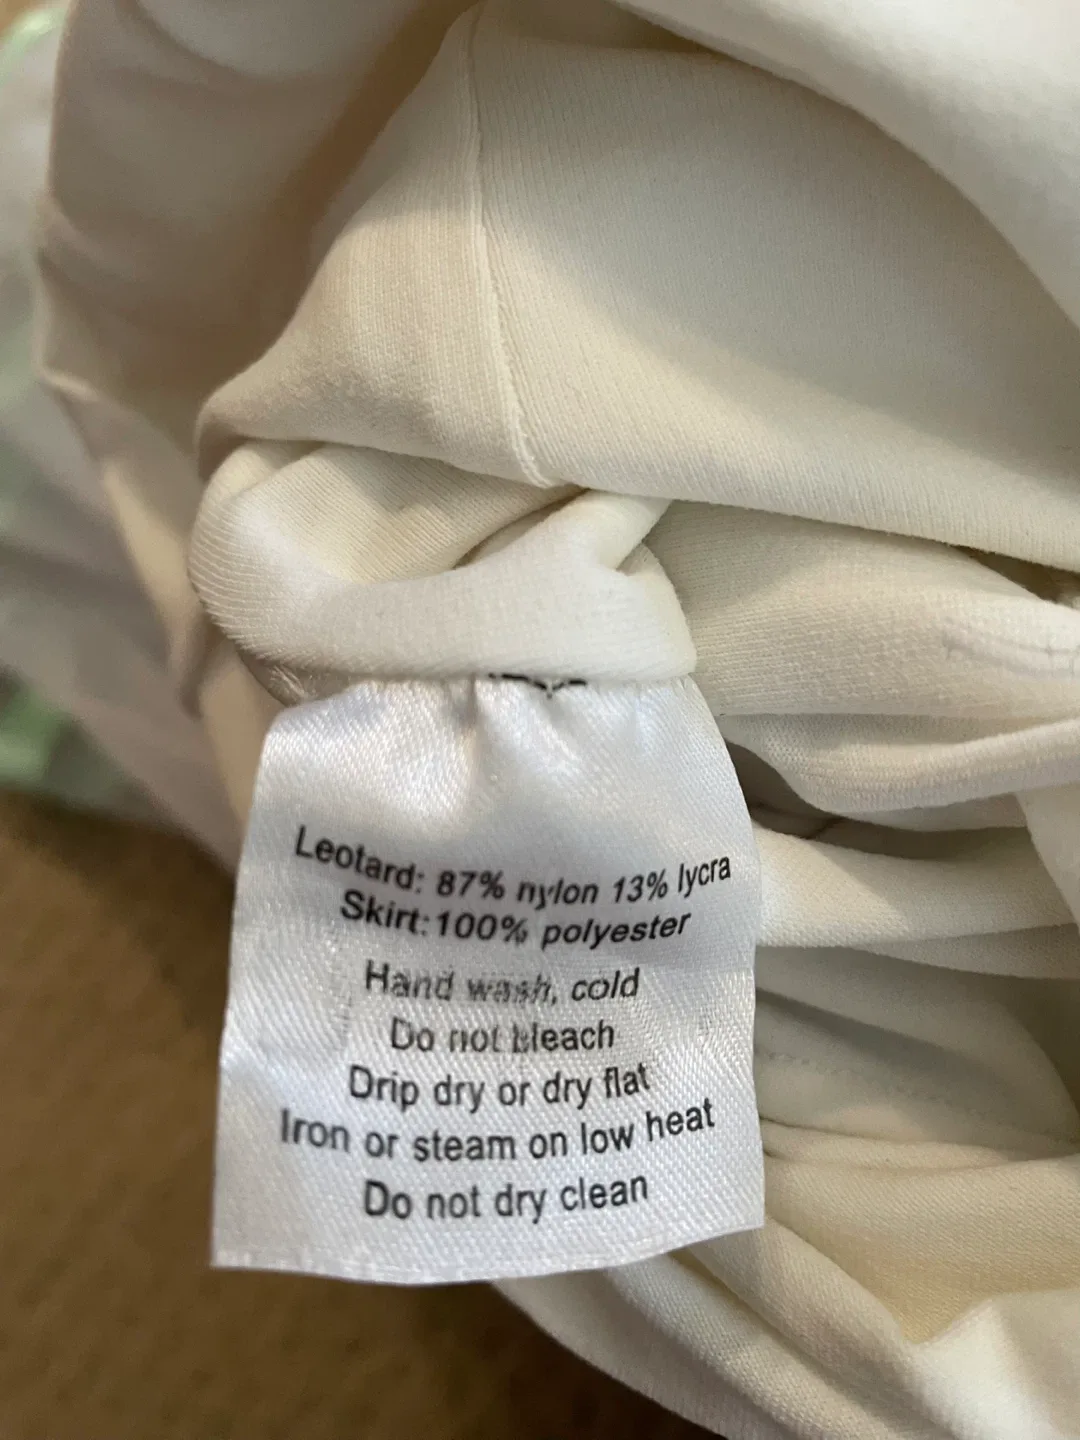 Leotard: 87% nylon 13% lycra
Skirt:100% polyester
Hand wash, cold
Do not bleach
Drip dry or dry flat
Iron or steam on low heat
Do not dry clean